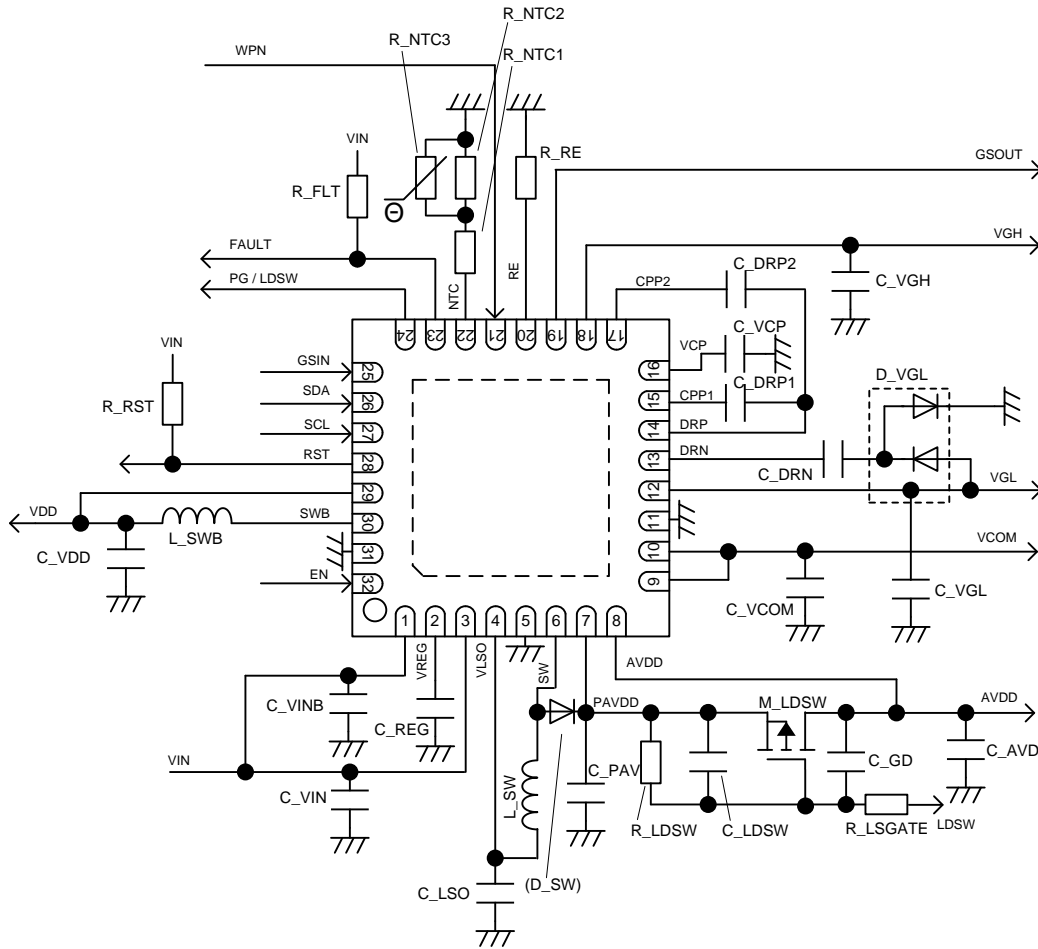 R_NTC2
R_NTC3
R_NTC1
WPN
VIN
R_RE
GSOUT
R_FLT
Θ
FAULT
VGH
C_DRP2
PG / LDSW
NTC
RE
CPP2
C_VGH
24
23
22
21
20
19
18
17
C_VCP
VIN
VCP
GSIN
25
16
C_DRP1
D_VGL
SDA
26
CPP1
15
R_RST
SCL
27
DRP
14
RST
28
DRN
13
C_DRN
29
12
VGL
VDD
SWB
30
11
L_SWB
VCOM
C_VDD
31
10
EN
32
9
C_VCOM
C_VGL
1
2
3
4
5
6
7
8
VREG
VLSO
SW
AVDD
C_VINB
PAVDD
M_LDSW
AVDD
C_REG
C_AVD
VIN
C_PAV
C_GD
C_VIN
L_SW
R_LDSW
C_LDSW
R_LSGATE
LDSW
C_LSO
(D_SW)